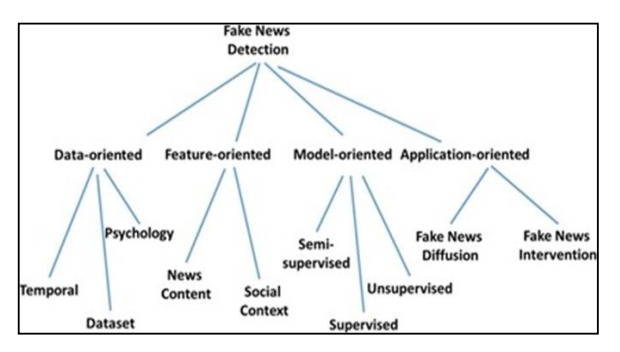 Fake News
Detection
Data-oriented
Feature-oriented
Model-oriented
Application-oriented
Psychology
Temporal
Dataset
News
Content
Social
Context
Semi-
supervised
Unsupervised
Supervised
Fake News
Diffusion
Fake News
Intervention